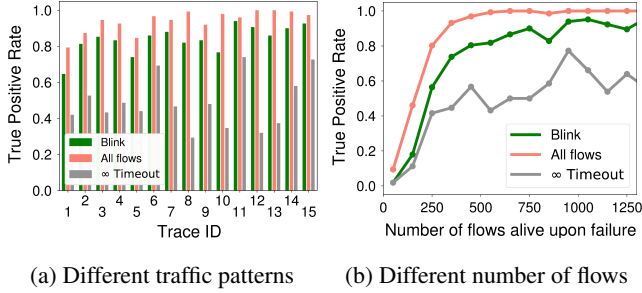 True Positive Rate
1.0
0.8
0.6
0.4
0.2
0.0
Blink
All flows
∞ Timeout
2 4 6 8 10 12 14
1 3 5 7 9 11 13 15
Trace ID
(a) Different traffic patterns
True Positive Rate
1.0
0.8
0.6
0.4
0.2
0.0
Blink
All flows
∞ Timeout
0 250 500 750 1000 1250
Number of flows alive upon failure
(b) Different number of flows